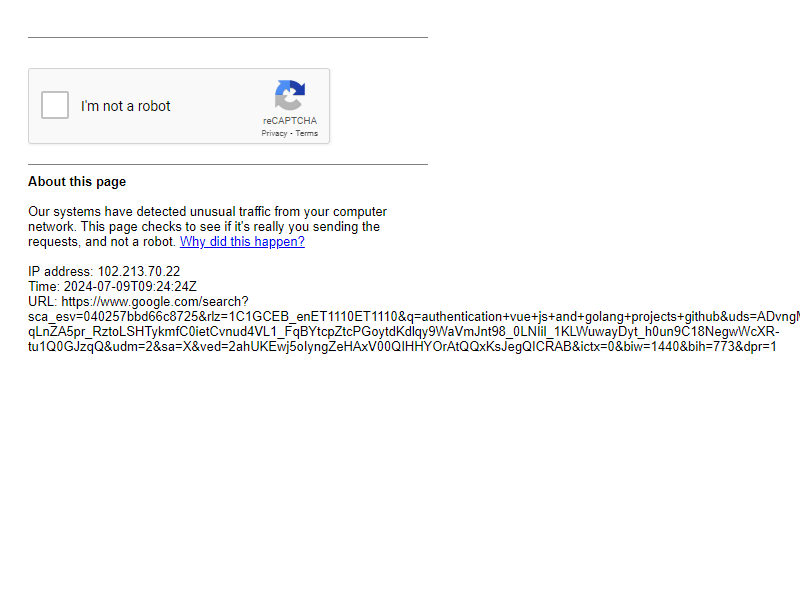 I'm not a robot
reCAPTCHA
Privacy - Terms
About this page
Our systems have detected unusual traffic from your computer
network. This page checks to see if it's really you sending the
requests, and not a robot. Why did this happen?
IP address: 102.213.70.22
Time: 2024-07-09T09:24:24Z
URL: https://www.google.com/search?
sca_esv=040257bbd66c8725&rlz=1C1GCEB_enET1110ET1110&q=authentication+vue+js+and+golang+projects+github&uds=ADvngM
qLnZA5pr_RztoLSHTykmfC0ietCvnud4VL1_FqBYtcpZtcPGoytdKdlqy9WaVmJnt98_0LNIil_1KLWuwayDyt_h0un9C18NegwWcXR-
tu1Q0GJzqQ&udm=2&sa=X&ved=2ahUKEwj5oIyngZeHAxV00QIHHYOrAtQQxKsJegQICRAB&ictx=0&biw=1440&bih=773&dpr=1